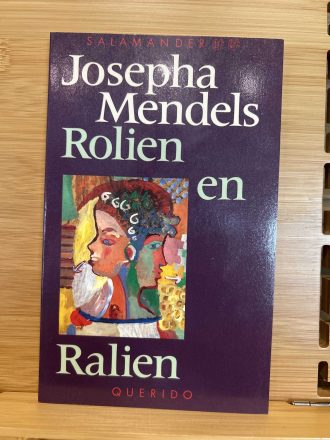 SALAMANDER
Josepha
Mendels
Rolien
en
Ralien
QUERIDO